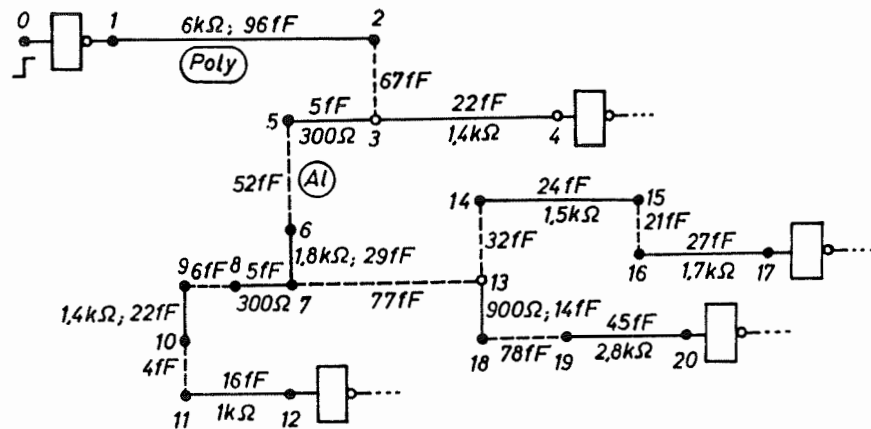 0 1 6kΩ; 96fF 2
Poly
67fF
5 5fF 3 22fF 4
300Ω 1,4kΩ
52fF Al
14 24fF 15
1,5kΩ
6 32fF 21fF
1,8kΩ; 29fF
16 27fF 17
1,7kΩ
9 6fF 8 5fF 13
300Ω 7 77fF
1,4kΩ; 22fF 900Ω; 14fF
10 18 78fF 19 45fF 20
2,8kΩ
4fF
11 16fF 12
1kΩ